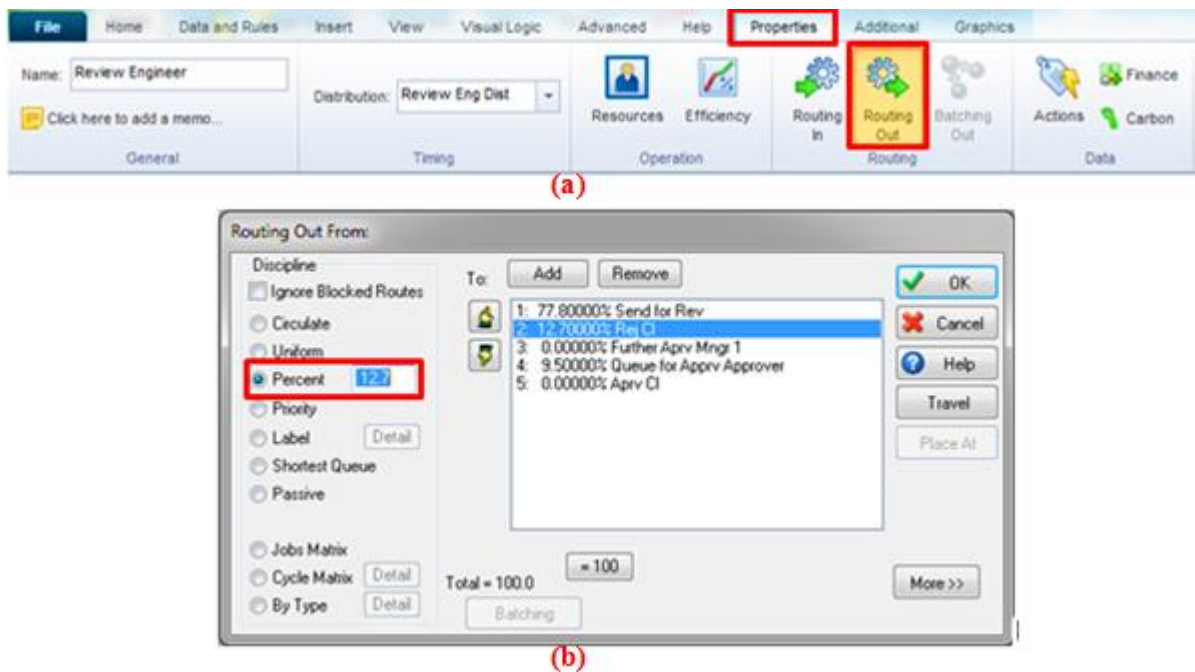 File Home Data and Rules Insert View Visual Logic Advanced Help Properties Additional Graphics
Name: Review Engineer
Click here to add a memo...
General
Distribution: Review Eng Dist
Timing
Resources Efficiency
Operation
Routing In
Routing Out
Batching Out
Routing
Actions
Finance
Carbon
Data
(a)
Routing Out From:
Discipline
Ignore Blocked Routes
Circulate
Uniform
Percent 12.7
Priority
Label Detail
Shortest Queue
Passive
Jobs Matrix
Cycle Matrix Detail
By Type Detail
To: Add Remove
1: 77.80000% Send for Rev
2: 12.70000% Rej Cl
3: 0.00000% Further Aprv Mngr 1
4: 9.50000% Queue for Apprv Approver
5: 0.00000% Aprv Cl
= 100
Total = 100.0
Batching
OK
Cancel
Help
Travel
Place At
More >>
(b)